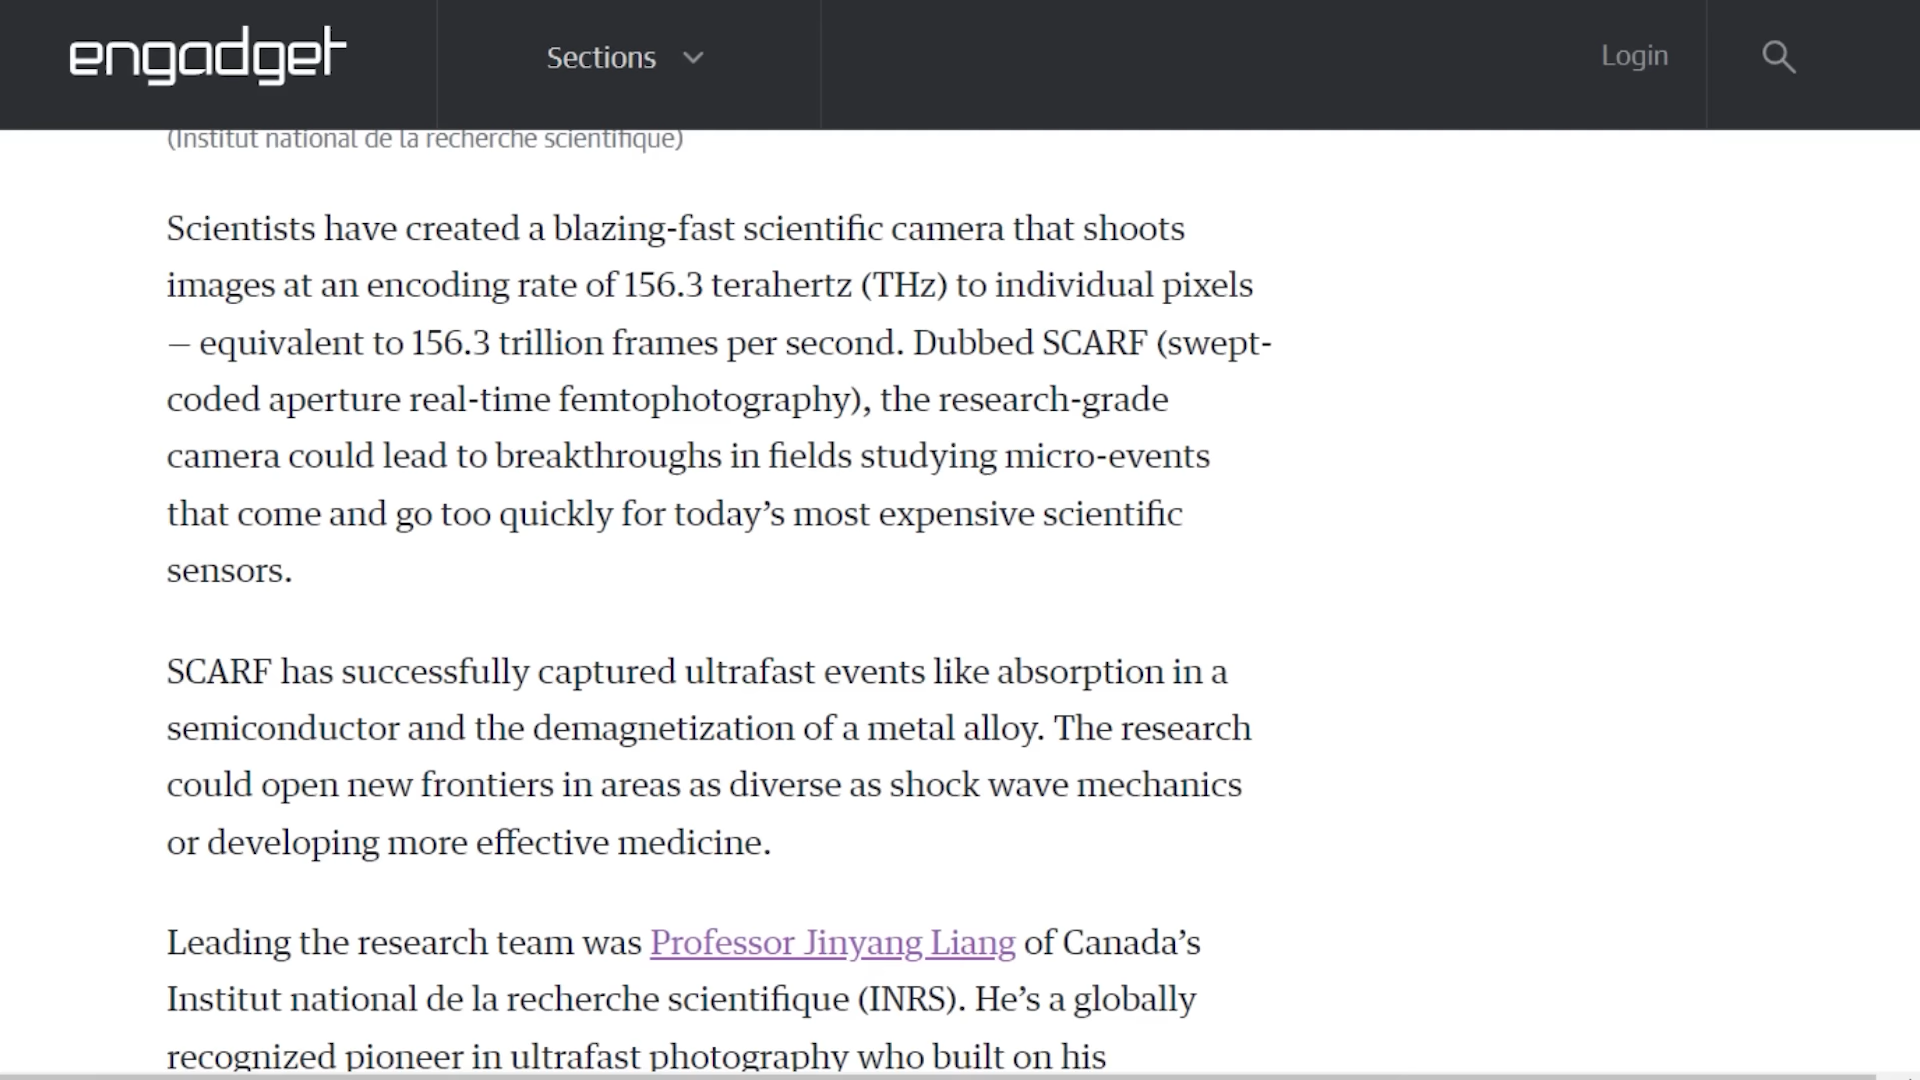 engadget
Sections
Login
(Institut national de la recherche scientifique)
Scientists have created a blazing-fast scientific camera that shoots
images at an encoding rate of 156.3 terahertz (THz) to individual pixels
— equivalent to 156.3 trillion frames per second. Dubbed SCARF (swept-
coded aperture real-time femtophotography), the research-grade
camera could lead to breakthroughs in fields studying micro-events
that come and go too quickly for today’s most expensive scientific
sensors.
SCARF has successfully captured ultrafast events like absorption in a
semiconductor and the demagnetization of a metal alloy. The research
could open new frontiers in areas as diverse as shock wave mechanics
or developing more effective medicine.
Leading the research team was Professor Jinyang Liang of Canada’s
Institut national de la recherche scientifique (INRS). He’s a globally
recognized pioneer in ultrafast photography who built on his